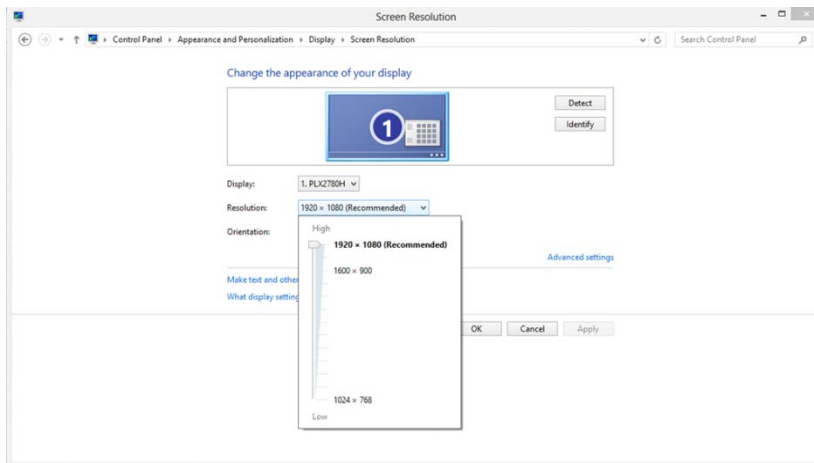 Screen Resolution
Control Panel Appearance and Personalization Display Screen Resolution
Search Control Panel
Change the appearance of your display
1
Detect
Identify
Display: 1. PLX2780H
Resolution: 1920 × 1080 (Recommended)
Orientation:
High
1920 × 1080 (Recommended)
1600 × 900
1024 × 768
Low
Advanced settings
Make text and other
What display setting
OK Cancel Apply